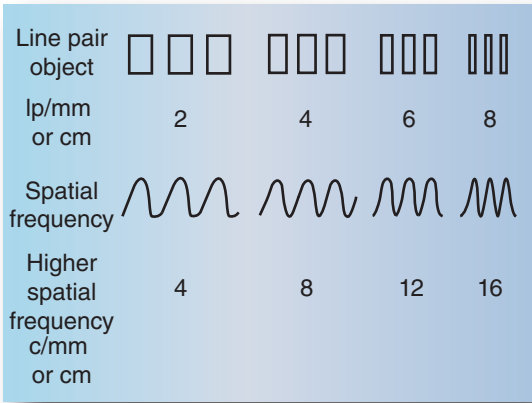 Line pair
object
lp/mm
or cm
2 4 6 8
Spatial
frequency
Higher
spatial
frequency
c/mm
or cm
4 8 12 16